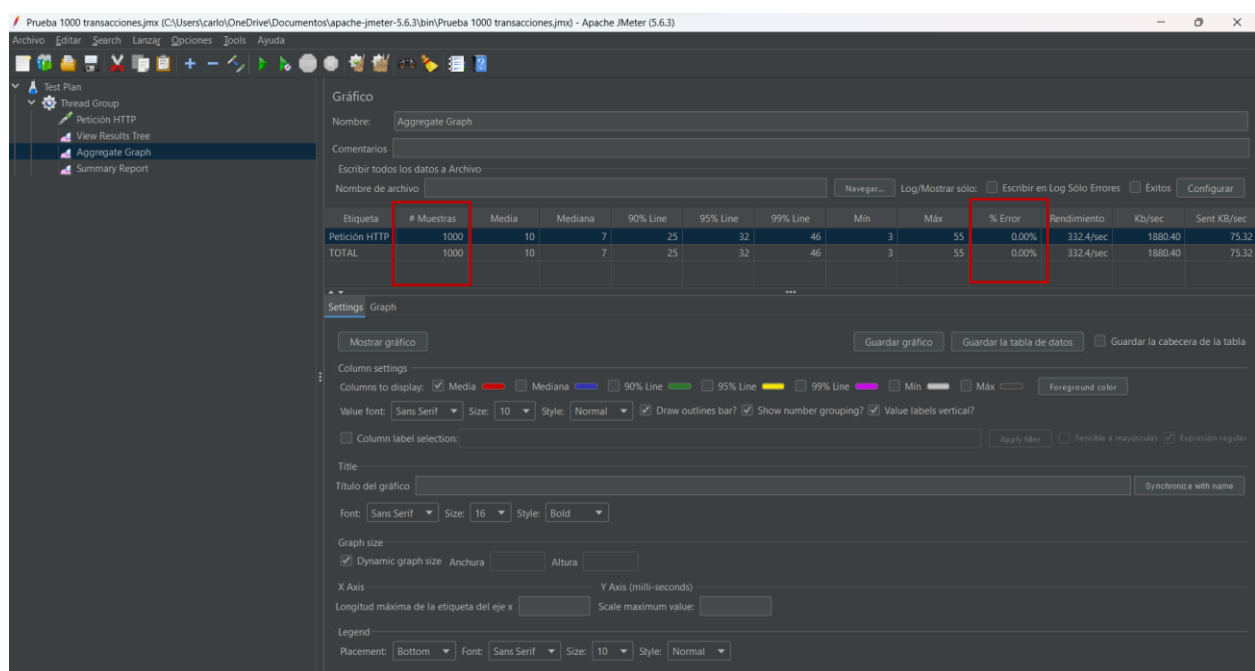 Prueba 1000 transacciones.jmx (C:\Users\carlo\OneDrive\Documentos\apache-jmeter-5.6.3\bin\Prueba 1000 transacciones.jmx) - Apache JMeter (5.6.3)
Archivo Editar Search Lanzar Opciones Tools Ayuda
Test Plan
Thread Group
Petición HTTP
View Results Tree
Aggregate Graph
Summary Report
Gráfico
Nombre: Aggregate Graph
Comentarios
Escribir todos los datos a Archivo
Nombre de archivo Navegar... Log/Mostrar sólo: Escribir en Log Sólo Errores Éxitos Configurar
Etiqueta # Muestras Media Mediana 90% Line 95% Line 99% Line Mín Máx % Error Rendimiento Kb/sec Sent KB/sec
Petición HTTP 1000 10 7 25 32 46 3 55 0.00% 332.4/sec 1880.40 75.32
TOTAL 1000 10 7 25 32 46 3 55 0.00% 332.4/sec 1880.40 75.32
Settings Graph
Mostrar gráfico Guardar gráfico Guardar la tabla de datos Guardar la cabecera de la tabla
Column settings
Columns to display: Media Mediana 90% Line 95% Line 99% Line Mín Máx Foreground color
Value font: Sans Serif Size: 10 Style: Normal Draw outlines bar? Show number grouping? Value labels vertical?
Column label selection: Apply filter Sensible a mayúsculas Expresión regular
Title
Título del gráfico Synchronize with name
Font: Sans Serif Size: 16 Style: Bold
Graph size
Dynamic graph size Anchura Altura
X Axis Y Axis (milli-seconds)
Longitud máxima de la etiqueta del eje x Scale maximum value:
Legend
Placement: Bottom Font: Sans Serif Size: 10 Style: Normal